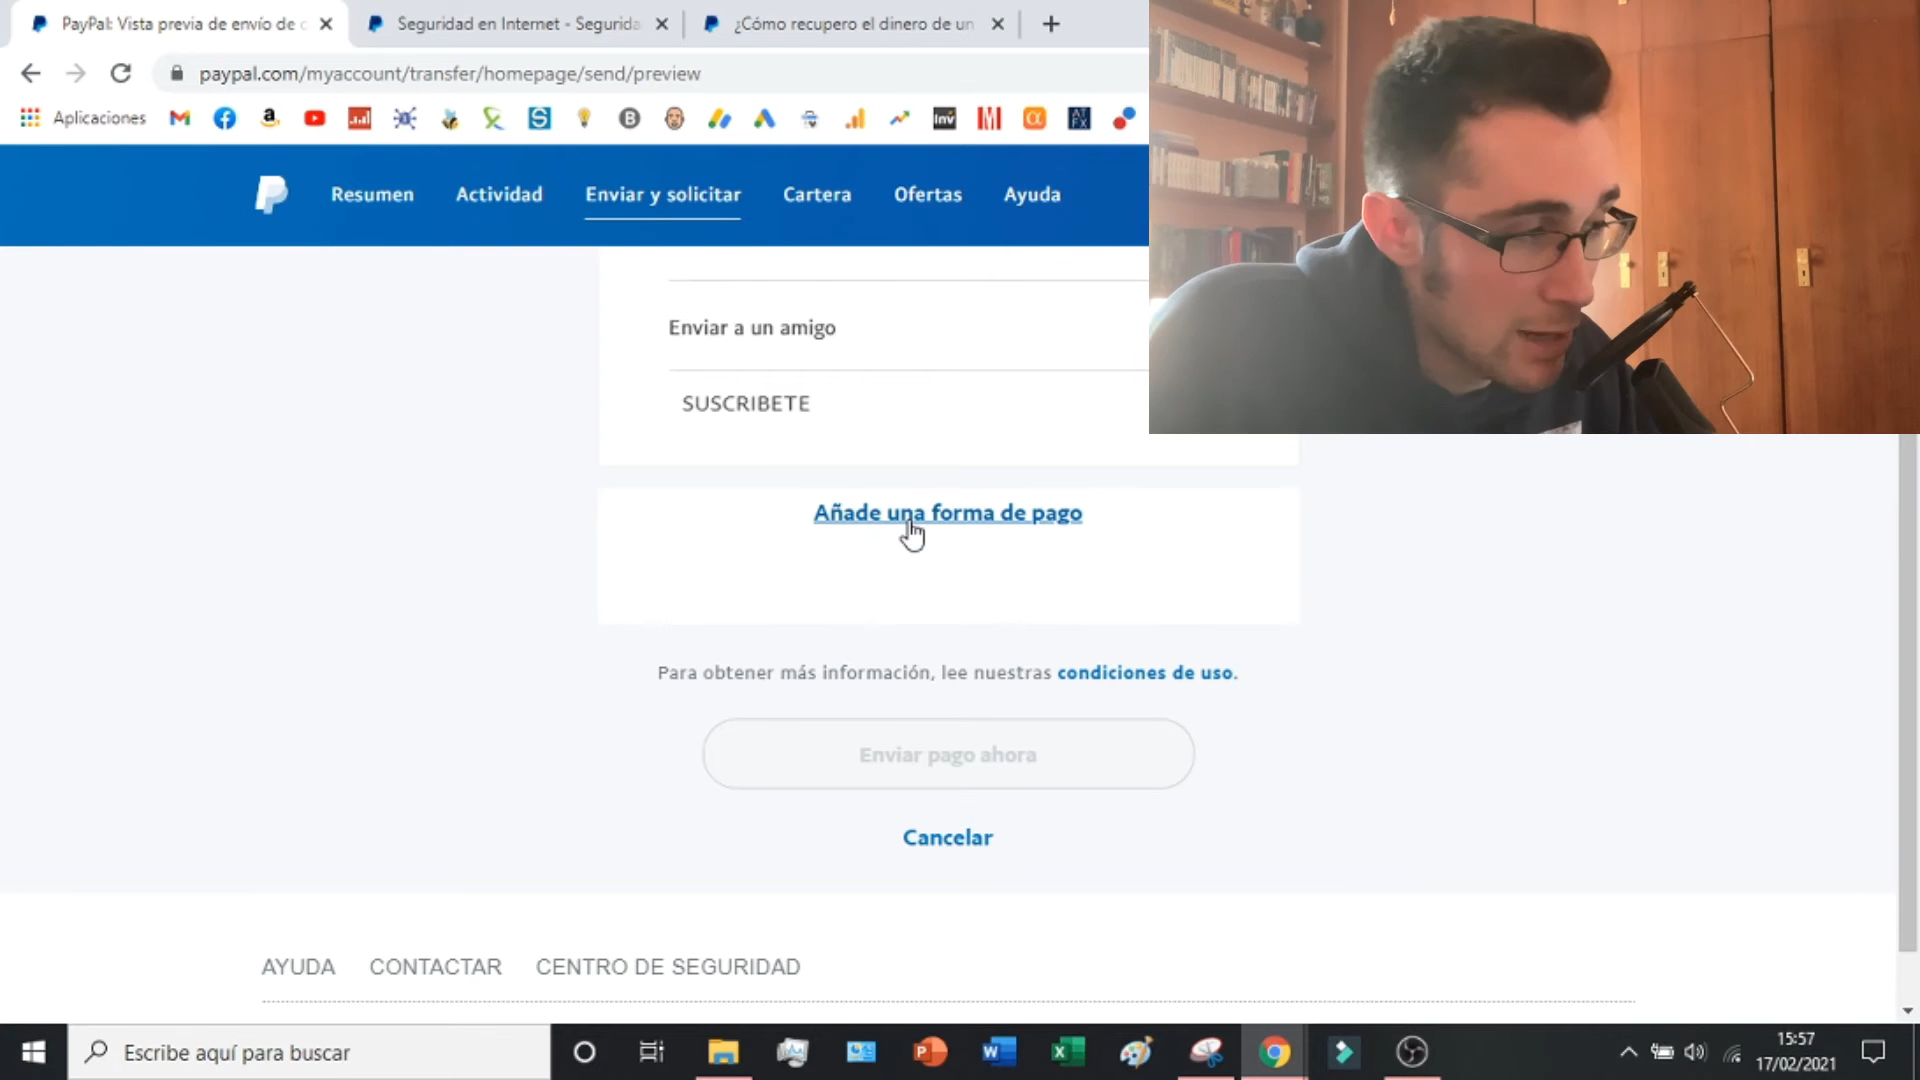 PayPal: Vista previa de envío de
Seguridad en Internet - Segurida
¿Cómo recupero el dinero de un
paypal.com/myaccount/transfer/homepage/send/preview
Aplicaciones
Resumen
Actividad
Enviar y solicitar
Cartera
Ofertas
Ayuda
Enviar a un amigo
SUSCRIBETE
Añade una forma de pago
Para obtener más información, lee nuestras condiciones de uso.
Enviar pago ahora
Cancelar
AYUDA CONTACTAR CENTRO DE SEGURIDAD
Escribe aquí para buscar
15:57
17/02/2021